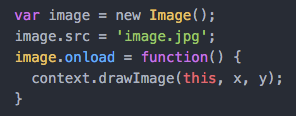 var image = new Image();
image.src = 'image.jpg';
image.onload = function() {
  context.drawImage(this, x, y);
}